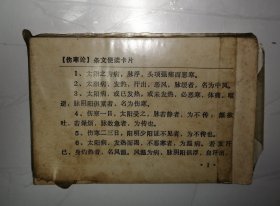 【伤寒论】条文便读卡片
1、太阳之为病，脉浮，头项强痛而恶寒。
2、太阳病，发热，汗出，恶风，脉缓者，名为中风。
3、太阳病，或已发热，或未发热，必恶寒，体痛，呕
逆，脉阴阳俱紧者，名为伤寒。
4、伤寒一日，太阳受之，脉若静者，为不传；颇欲
吐，若躁烦，脉数急者，为传也。
5、伤寒二三日，阳明少阳证不见者，为不传也。
6、太阳病，发热而渴，不恶寒者，为温病。若发汗
已，身灼热者，名风温。风温为病，脉阴阳俱浮，自汗出，
· 1 ·